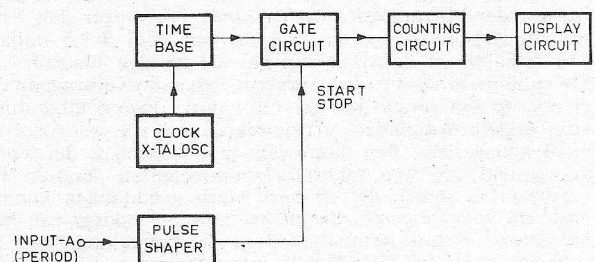 TIME
BASE
GATE
CIRCUIT
COUNTING
CIRCUIT
DISPLAY
CIRCUIT
START
STOP
CLOCK
X-TALOSC
PULSE
SHAPER
INPUT-A
(PERIOD)